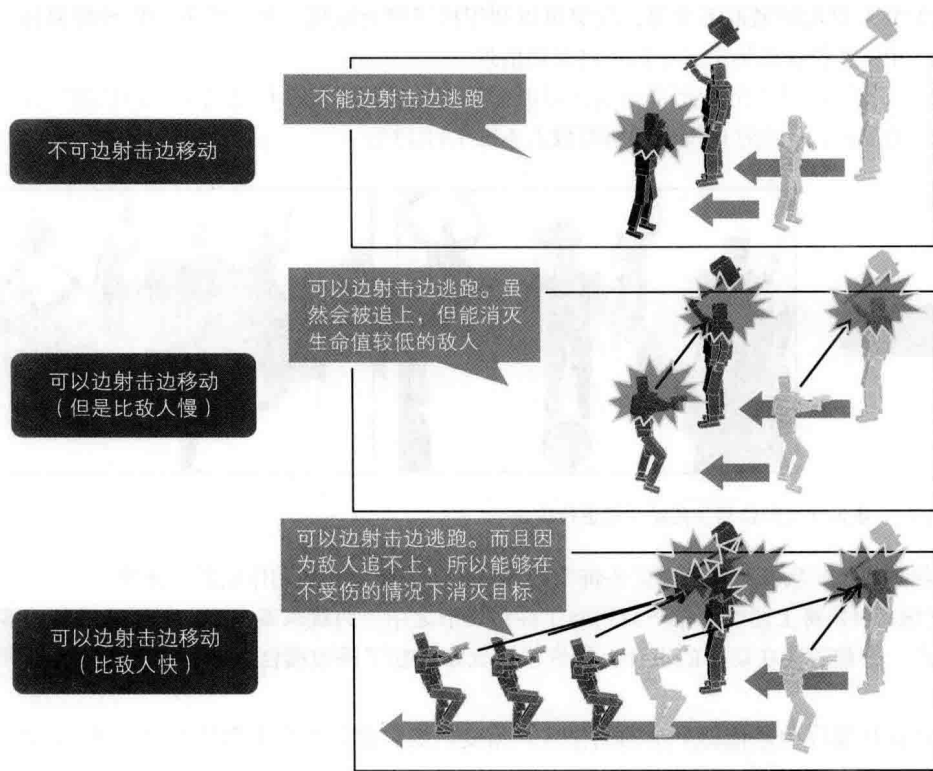 不能边射击边逃跑
不可边射击边移动
可以边射击边逃跑。虽
然会被追上，但能消灭
生命值较低的敌人
可以边射击边移动
（但是比敌人慢）
可以边射击边逃跑。而且因
为敌人追不上，所以能够在
不受伤的情况下消灭目标
可以边射击边移动
（比敌人快）